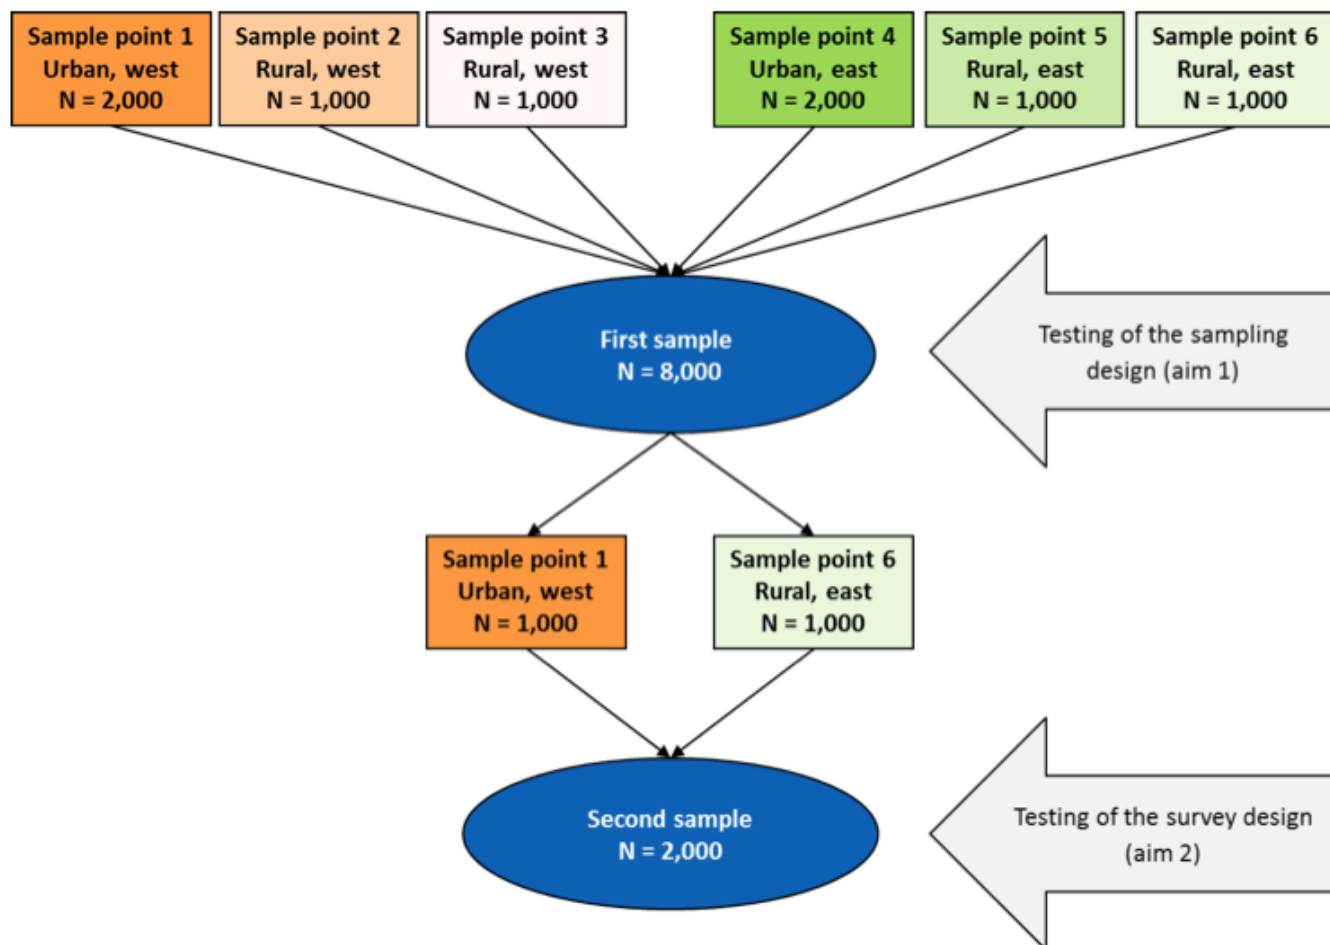 Sample point 1
Urban, west
N = 2,000
Sample point 2
Rural, west
N = 1,000
Sample point 3
Rural, west
N = 1,000
Sample point 4
Urban, east
N = 2,000
Sample point 5
Rural, east
N = 1,000
Sample point 6
Rural, east
N = 1,000
First sample
N = 8,000
Testing of the sampling
design (aim 1)
Sample point 1
Urban, west
N = 1,000
Sample point 6
Rural, east
N = 1,000
Second sample
N = 2,000
Testing of the survey design
(aim 2)